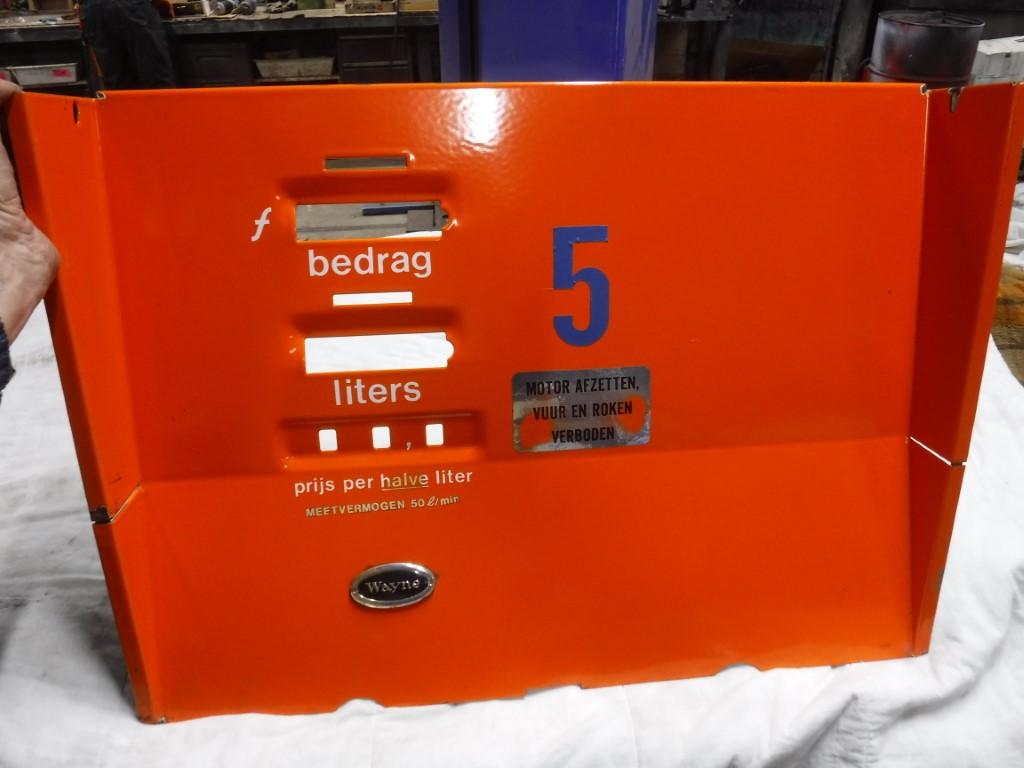 f
bedrag
liters
,
prijs per halve liter
MEETVERMOGEN 50 l/min
Wayne
5
MOTOR AFZETTEN,
VUUR EN ROKEN
VERBODEN